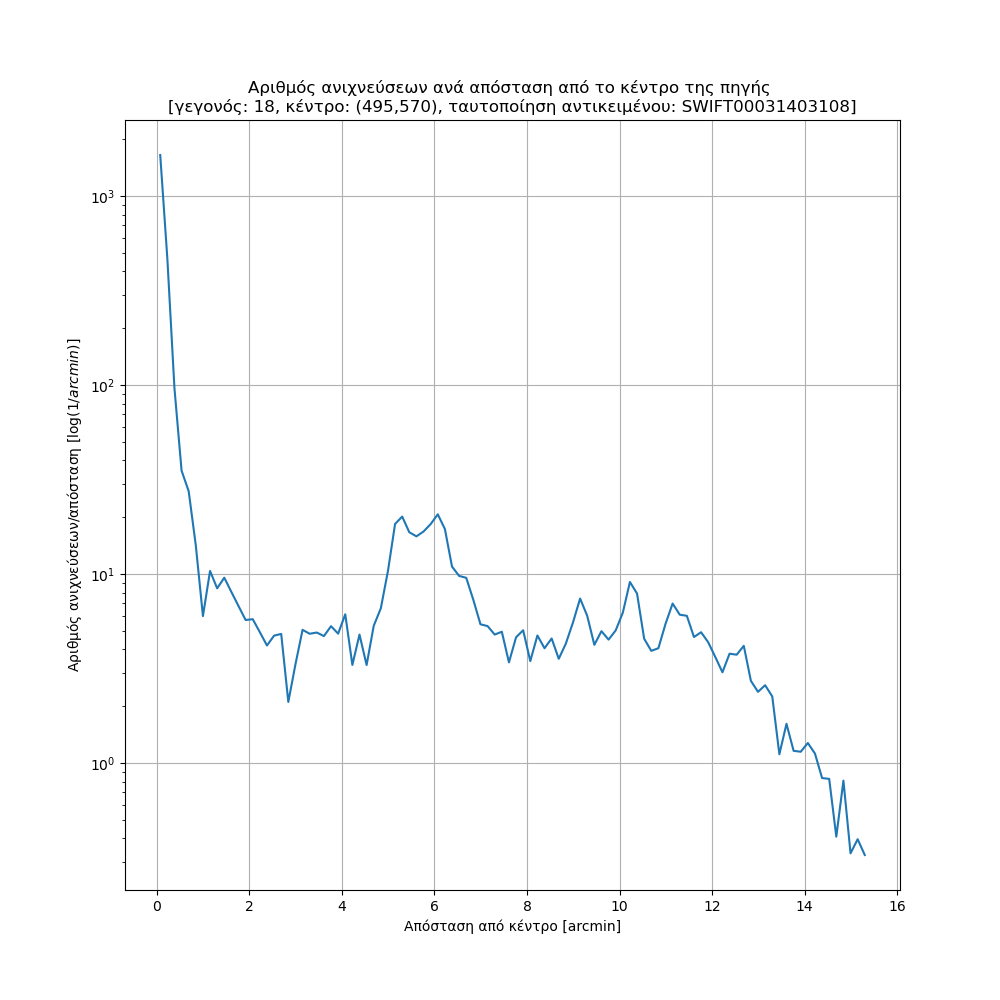 Αριθμός ανιχνεύσεων ανά απόσταση από το κέντρο της πηγής
[γεγονός: 18, κέντρο: (495,570), ταυτοποίηση αντικειμένου: SWIFT00031403108]
Αριθμός ανιχνεύσεων/απόσταση [log(1/arcmin)]
10³
10²
10¹
10⁰
0 2 4 6 8 10 12 14 16
Απόσταση από κέντρο [arcmin]